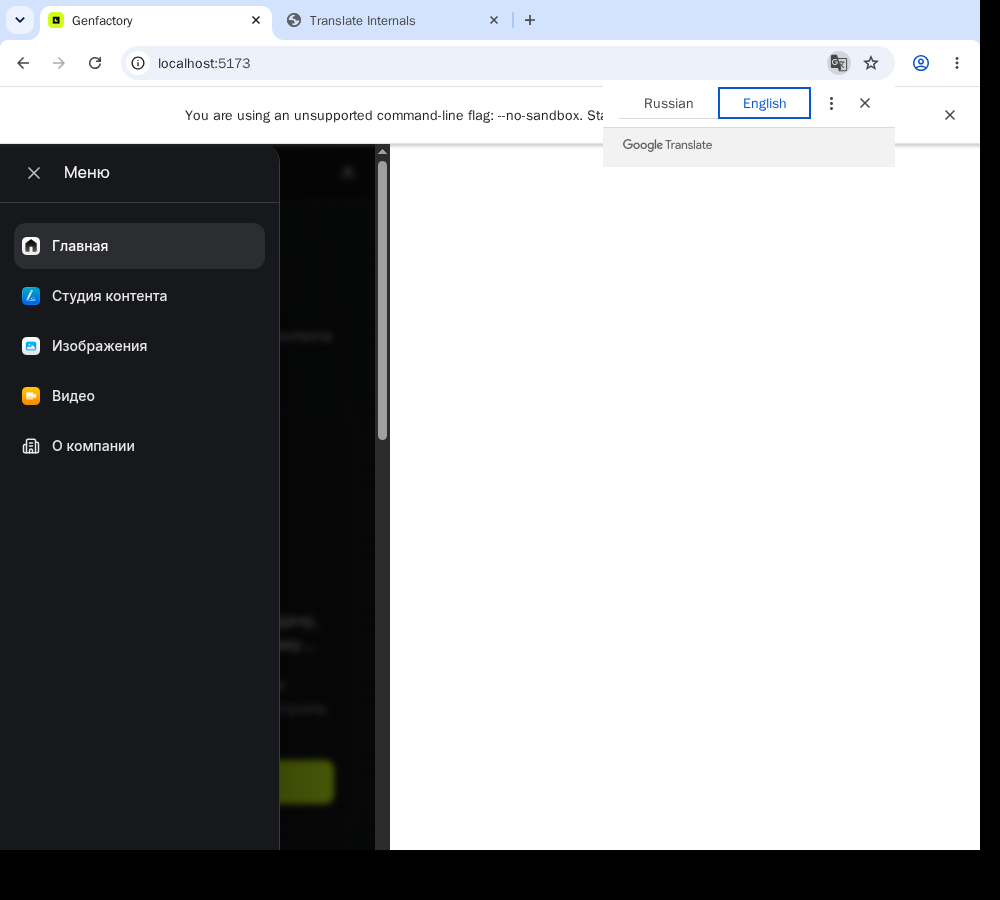 Genfactory
Translate Internals
localhost:5173
Russian
English
You are using an unsupported command-line flag: --no-sandbox.
Google Translate
Меню
Главная
Студия контента
Изображения
Видео
О компании